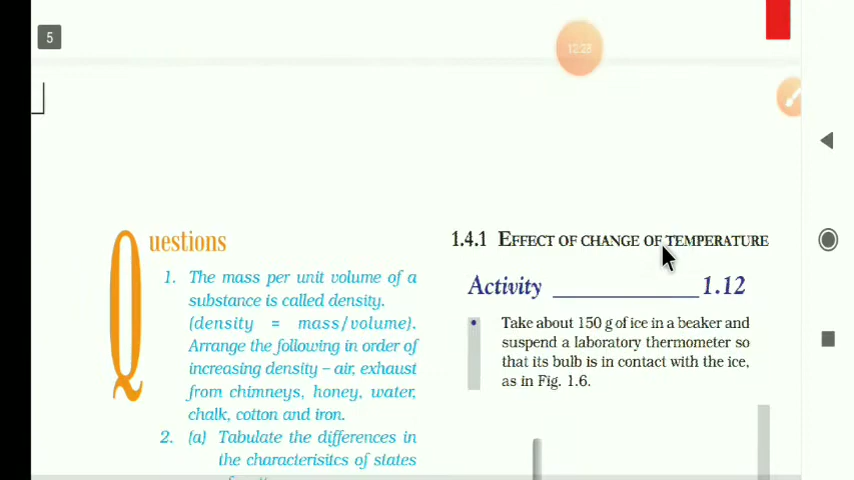 5
12:28
Questions
1. The mass per unit volume of a
substance is called density.
(density = mass/volume).
Arrange the following in order of
increasing density – air, exhaust
from chimneys, honey, water,
chalk, cotton and iron.
2. (a) Tabulate the differences in
the characterisitcs of states
1.4.1 EFFECT OF CHANGE OF TEMPERATURE
Activity ____________ 1.12
• Take about 150 g of ice in a beaker and
suspend a laboratory thermometer so
that its bulb is in contact with the ice,
as in Fig. 1.6.